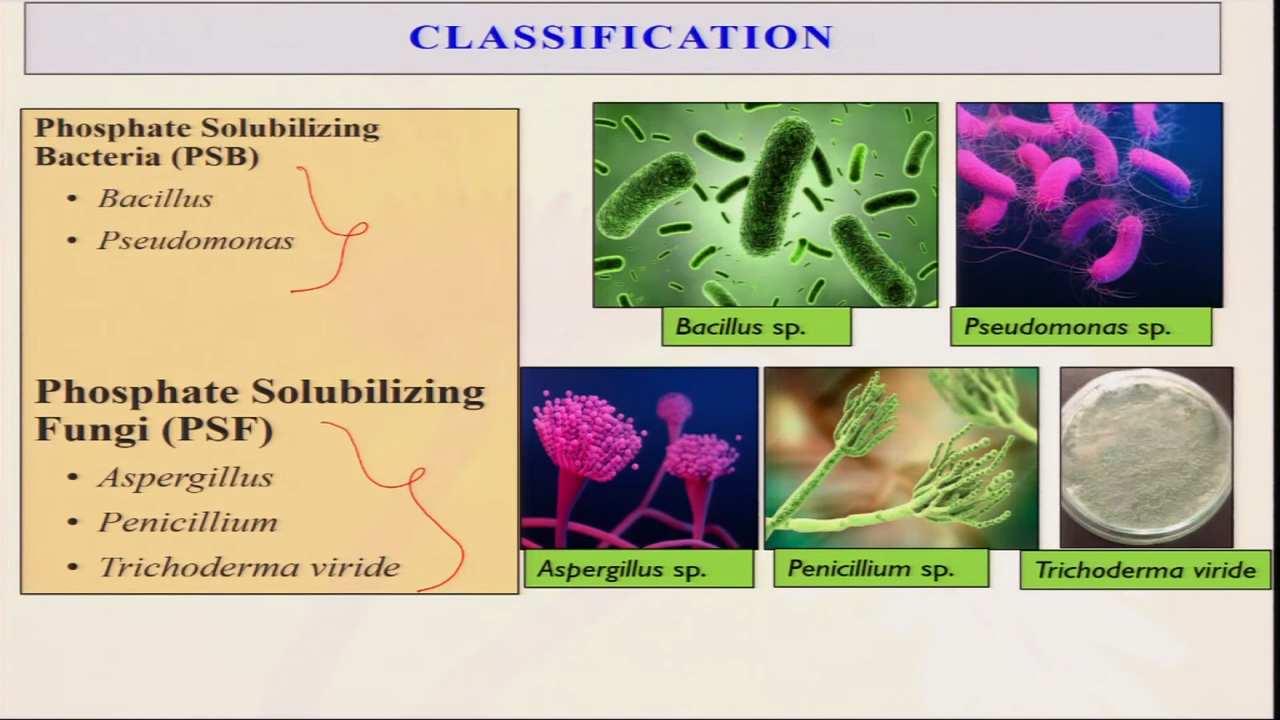 CLASSIFICATION
Phosphate Solubilizing
Bacteria (PSB)
• Bacillus
• Pseudomonas
Phosphate Solubilizing
Fungi (PSF)
• Aspergillus
• Penicillium
• Trichoderma viride
Bacillus sp.
Pseudomonas sp.
Aspergillus sp.
Penicillium sp.
Trichoderma viride